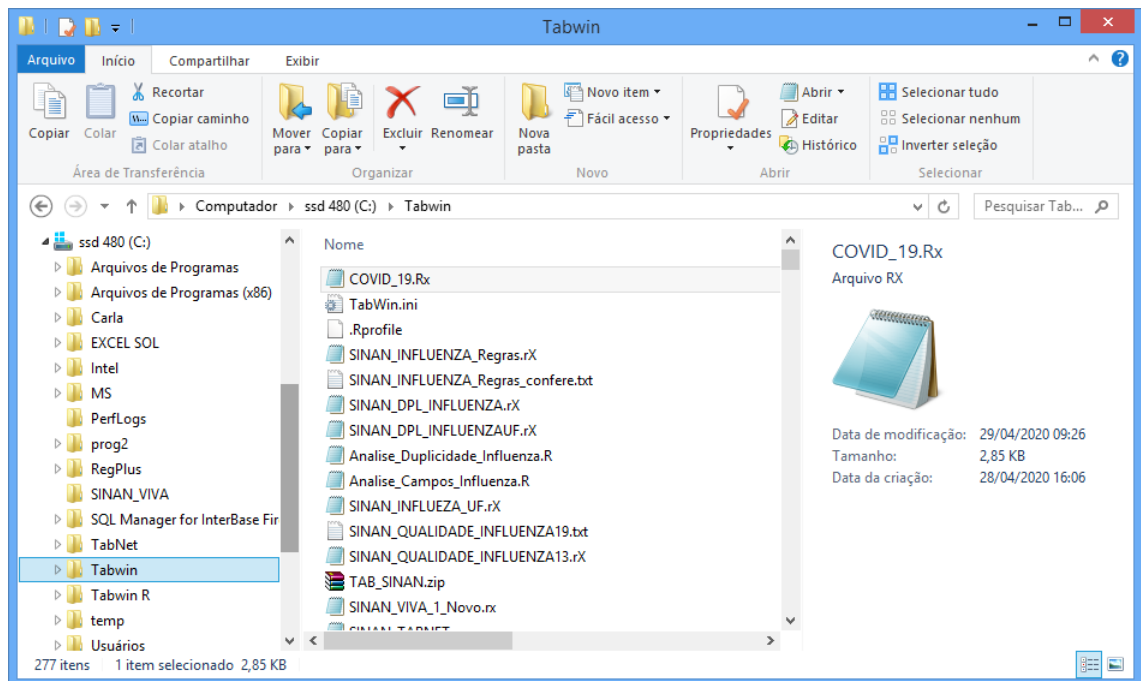 Tabwin
Arquivo Início Compartilhar Exibir
Copiar
Colar
Recortar
Copiar caminho
Colar atalho
Área de Transferência
Mover para
Copiar para
Excluir
Renomear
Organizar
Nova pasta
Novo item
Fácil acesso
Novo
Propriedades
Abrir
Editar
Histórico
Abrir
Selecionar tudo
Selecionar nenhum
Inverter seleção
Selecionar
Computador ssd 480 (C:) Tabwin
Pesquisar Tab...
ssd 480 (C:)
Arquivos de Programas
Arquivos de Programas (x86)
Carla
EXCEL SOL
Intel
MS
PerfLogs
prog2
RegPlus
SINAN_VIVA
SQL Manager for InterBase Fir
TabNet
Tabwin
Tabwin R
temp
Usuários
Nome
COVID_19.Rx
TabWin.ini
.Rprofile
SINAN_INFLUENZA_Regras.rX
SINAN_INFLUENZA_Regras_confere.txt
SINAN_DPL_INFLUENZA.rX
SINAN_DPL_INFLUENZAUF.rX
Analise_Duplicidade_Influenza.R
Analise_Campos_Influenza.R
SINAN_INFLUEZA_UF.rX
SINAN_QUALIDADE_INFLUENZA19.txt
SINAN_QUALIDADE_INFLUENZA13.rX
TAB_SINAN.zip
SINAN_VIVA_1_Novo.rx
COVID_19.Rx
Arquivo RX
Data de modificação: 29/04/2020 09:26
Tamanho: 2,85 KB
Data da criação: 28/04/2020 16:06
277 itens 1 item selecionado 2,85 KB